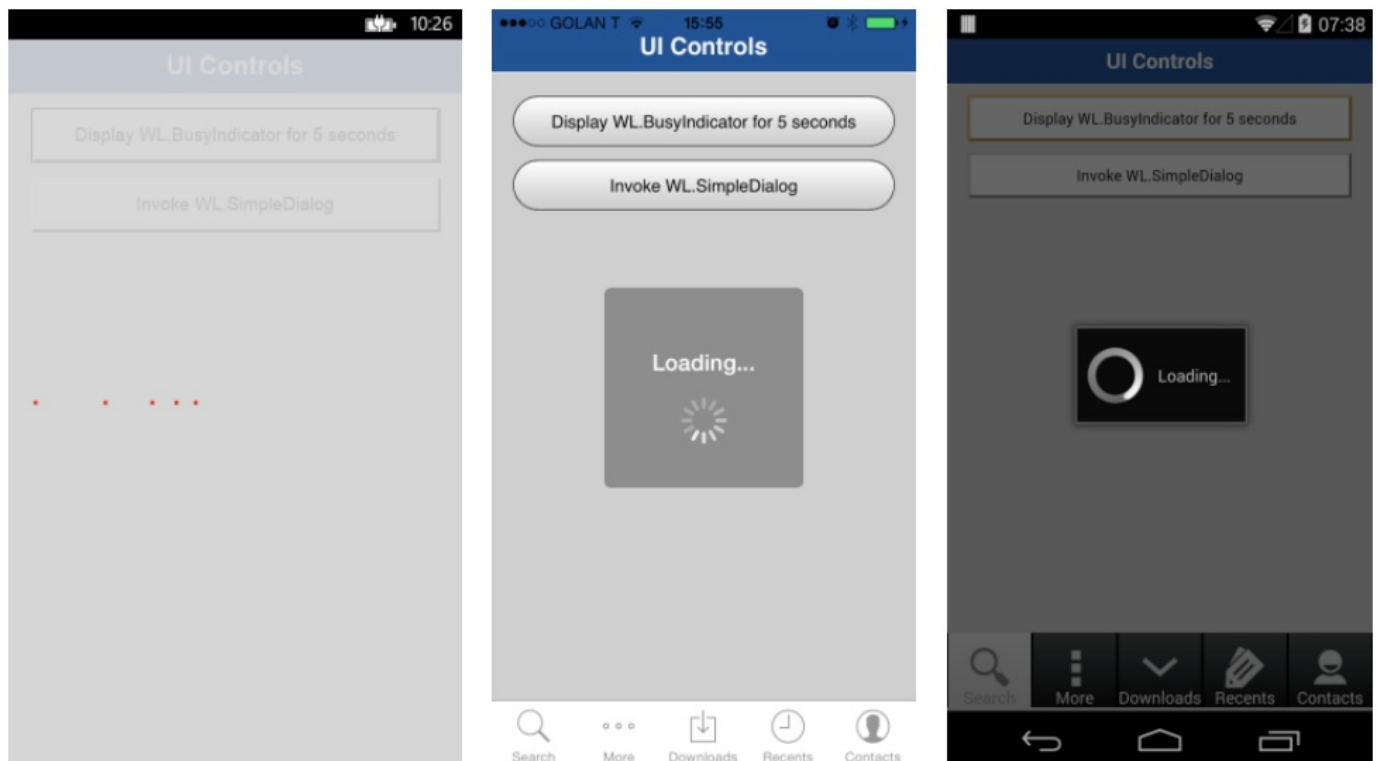 10:26
UI Controls
Display WL.BusyIndicator for 5 seconds
Invoke WL.SimpleDialog
GOLAN T 15:55
UI Controls
Display WL.BusyIndicator for 5 seconds
Invoke WL.SimpleDialog
Loading...
Search More Downloads Recents Contacts
07:38
UI Controls
Display WL.BusyIndicator for 5 seconds
Invoke WL.SimpleDialog
Loading...
Search More Downloads Recents Contacts